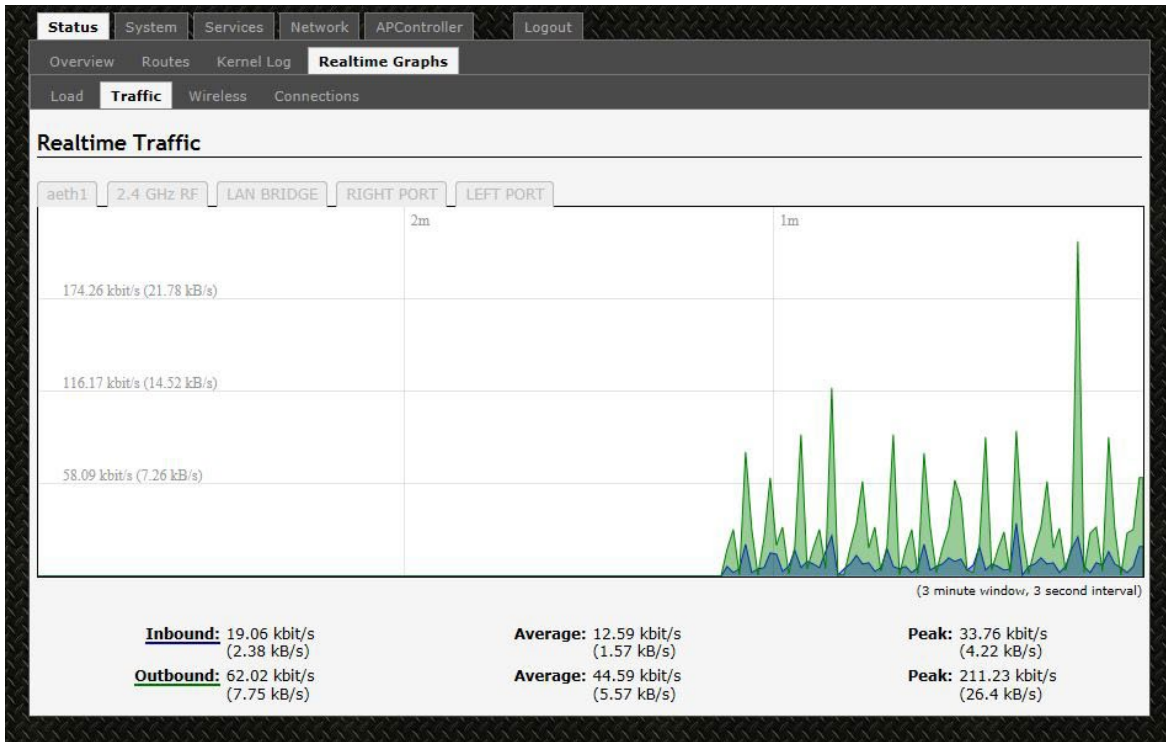 Status System Services Network APController Logout
Overview Routes Kernel Log Realtime Graphs
Load Traffic Wireless Connections
Realtime Traffic
aeth1 2.4 GHz RF LAN BRIDGE RIGHT PORT LEFT PORT
2m 1m
174.26 kbit/s (21.78 kB/s)
116.17 kbit/s (14.52 kB/s)
58.09 kbit/s (7.26 kB/s)
(3 minute window, 3 second interval)
Inbound: 19.06 kbit/s Average: 12.59 kbit/s Peak: 33.76 kbit/s
(2.38 kB/s) (1.57 kB/s) (4.22 kB/s)
Outbound: 62.02 kbit/s Average: 44.59 kbit/s Peak: 211.23 kbit/s
(7.75 kB/s) (5.57 kB/s) (26.4 kB/s)